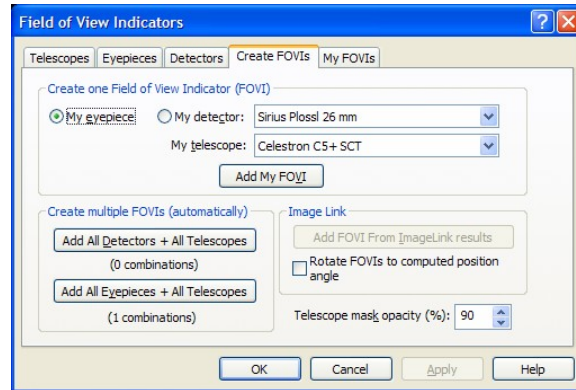 Field of View Indicators
Telescopes Eyepieces Detectors Create FOVIs My FOVIs
Create one Field of View Indicator (FOVI)
My eyepiece My detector: Sirius Plossl 26 mm
My telescope: Celestron C5+ SCT
Add My FOVI
Create multiple FOVIs (automatically) Image Link
Add All Detectors + All Telescopes Add FOVI From ImageLink results
(0 combinations) Rotate FOVIs to computed position
angle
Add All Eyepieces + All Telescopes
(1 combinations) Telescope mask opacity (%): 90
OK Cancel Apply Help